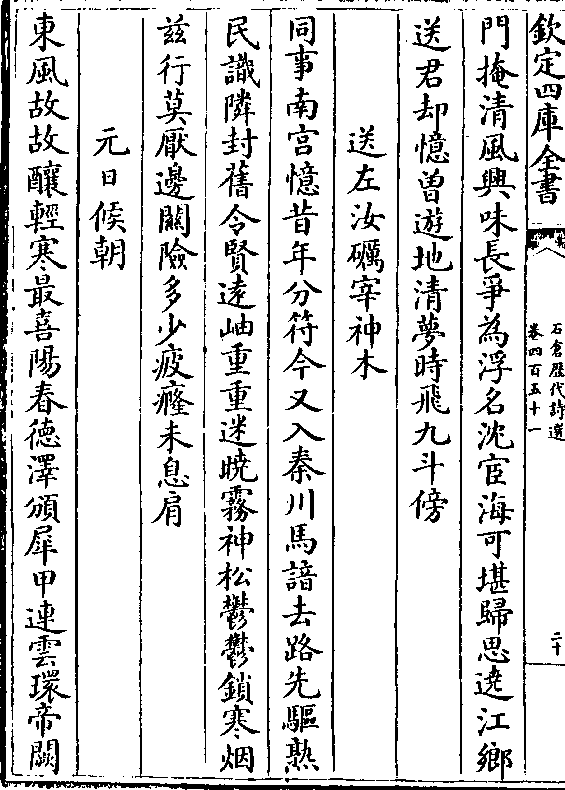 欽定四庫全書
石倉歷代詩選
卷四百五十一
二十
門掩清風興味長爭為浮名沈宦海可堪歸思遶江鄉
送君却憶曽遊地清夢時飛九斗傍
送左汝礪宰神木
同事南宫憶昔年分符今又入秦川馬諳去路先驅熟
民識隣封舊令賢逺岫重重迷曉霧神松鬱鬱鎖寒烟
兹行莫厭邊關險多少疲癃未息肩
元日候朝
東風故故釀輕寒最喜陽春德澤頒犀甲連雲環帝闕